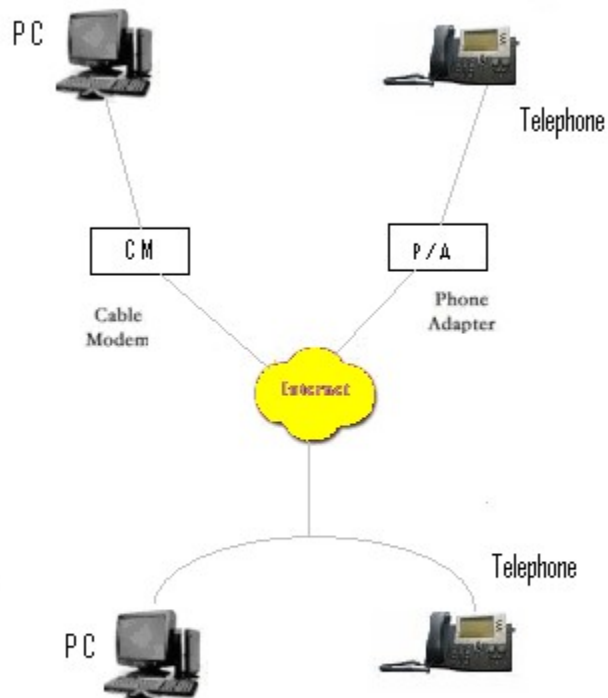 PC
Telephone
CM
P/A
Cable
Modem
Phone
Adapter
Internet
Telephone
PC